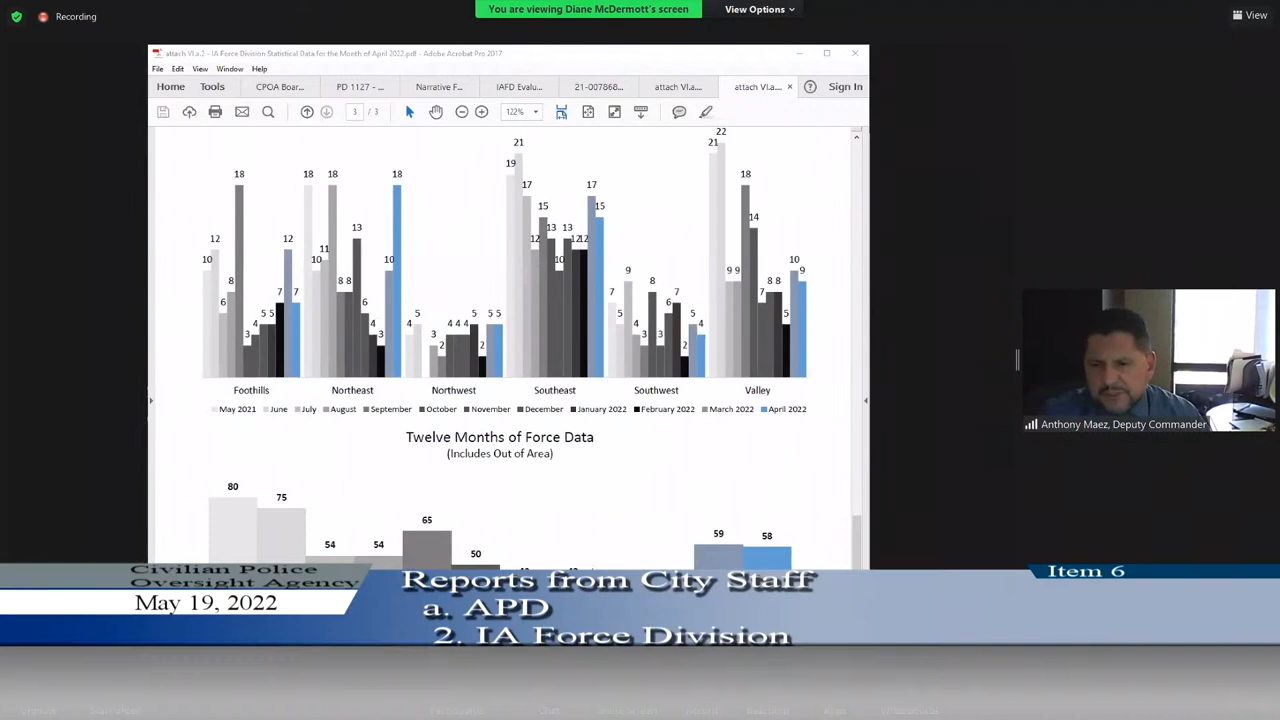 Recording
You are viewing Diane McDermott's screen
View Options
View
attach VI.a.2 - IA Force Division Statistical Data for the Month of April 2022.pdf - Adobe Acrobat Pro 2017
File Edit View Window Help
Home Tools CPOA Boar... PD 1127 - ... Narrative F... IAFD Evalu... 21-007868... attach VI.a... attach VI.a... × Sign In
3 / 3 122%
10 12 6 8 18 3 4 5 5 7 12 7
18 10 11 18 8 8 13 6 4 3 10 18
4 5 3 2 4 4 4 5 2 5 5
19 21 17 12 15 13 10 13 12 12 17 15
7 5 9 4 3 8 3 6 7 2 5 4
21 22 9 9 18 14 7 8 8 5 10 9
Foothills Northeast Northwest Southeast Southwest Valley
May 2021 June July August September October November December January 2022 February 2022 March 2022 April 2022
Twelve Months of Force Data
(Includes Out of Area)
80 75 54 54 65 50 59 58
Anthony Maez, Deputy Commander
Civilian Police
Oversight Agency
May 19, 2022
Reports from City Staff
a. APD
2. IA Force Division
Item 6